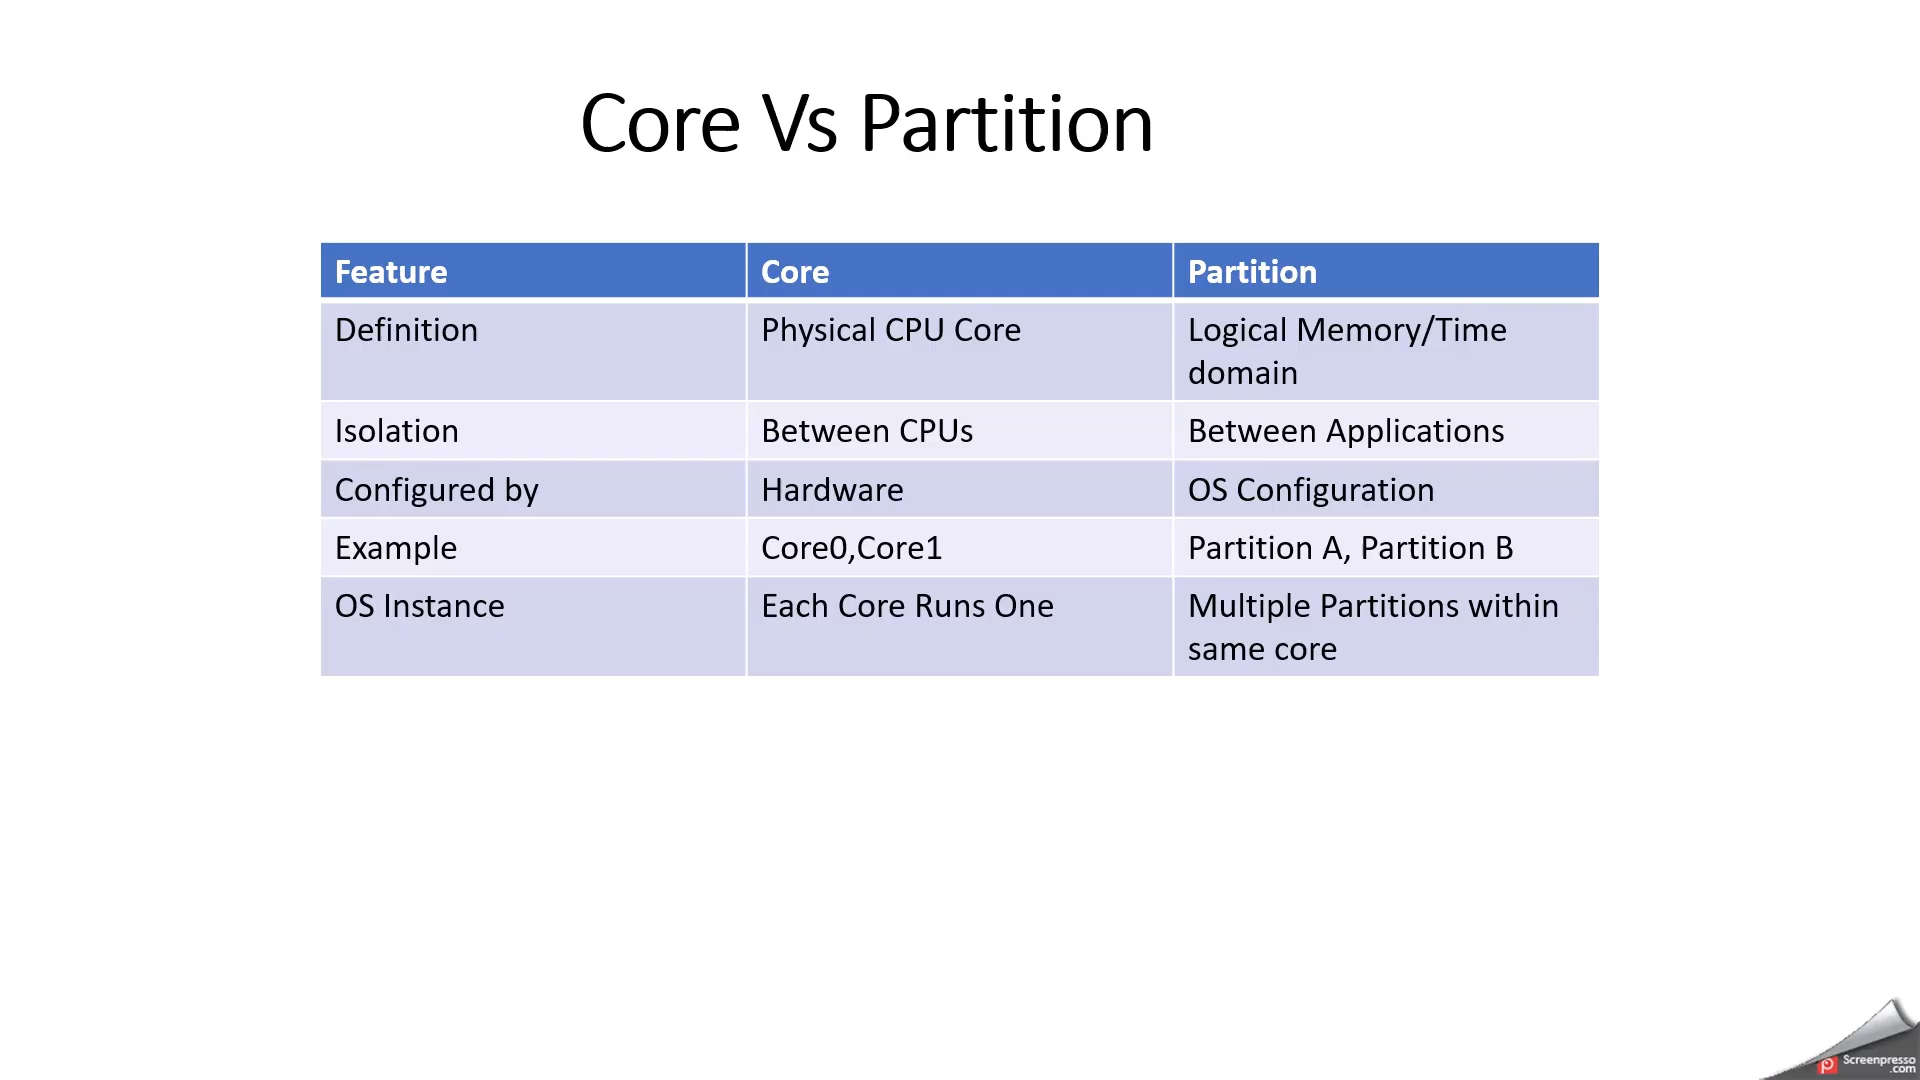 Core Vs Partition
Feature Core Partition
Definition Physical CPU Core Logical Memory/Time
domain
Isolation Between CPUs Between Applications
Configured by Hardware OS Configuration
Example Core0,Core1 Partition A, Partition B
OS Instance Each Core Runs One Multiple Partitions within
same core
Screenpresso
.com